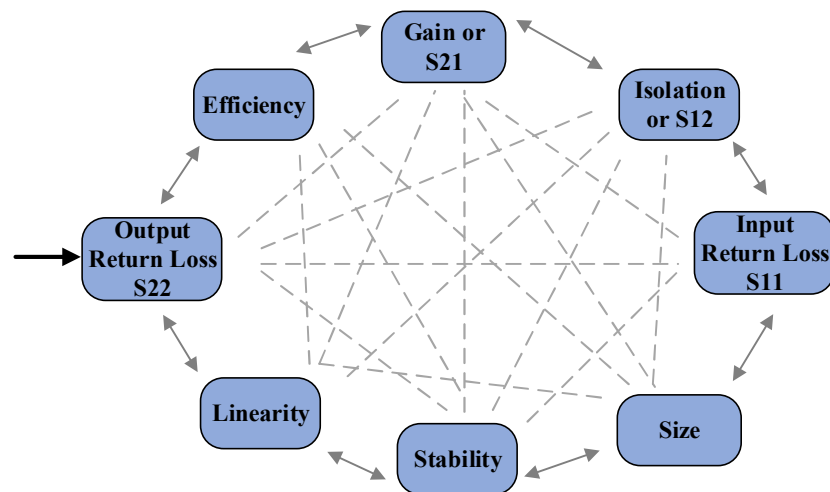 Gain or
S21
Efficiency
Isolation
or S12
Output
Return Loss
S22
Input
Return Loss
S11
Linearity
Stability
Size